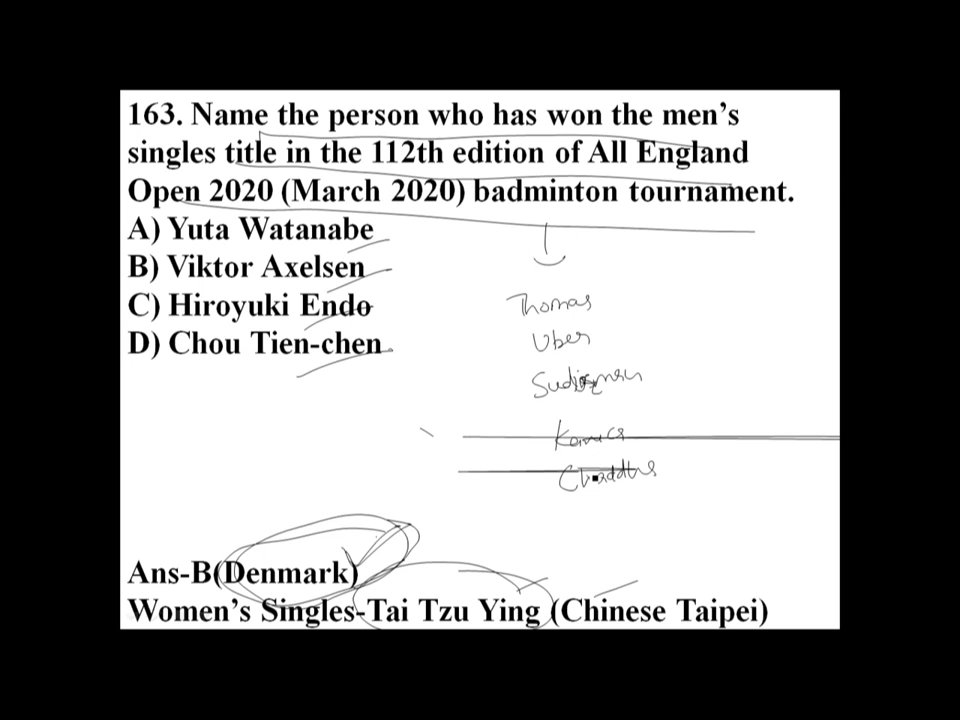 163. Name the person who has won the men’s
singles title in the 112th edition of All England
Open 2020 (March 2020) badminton tournament.
A) Yuta Watanabe
B) Viktor Axelsen
C) Hiroyuki Endo
D) Chou Tien-chen
Thomas
Uber
Ans-B(Denmark)
Women’s Singles-Tai Tzu Ying (Chinese Taipei)